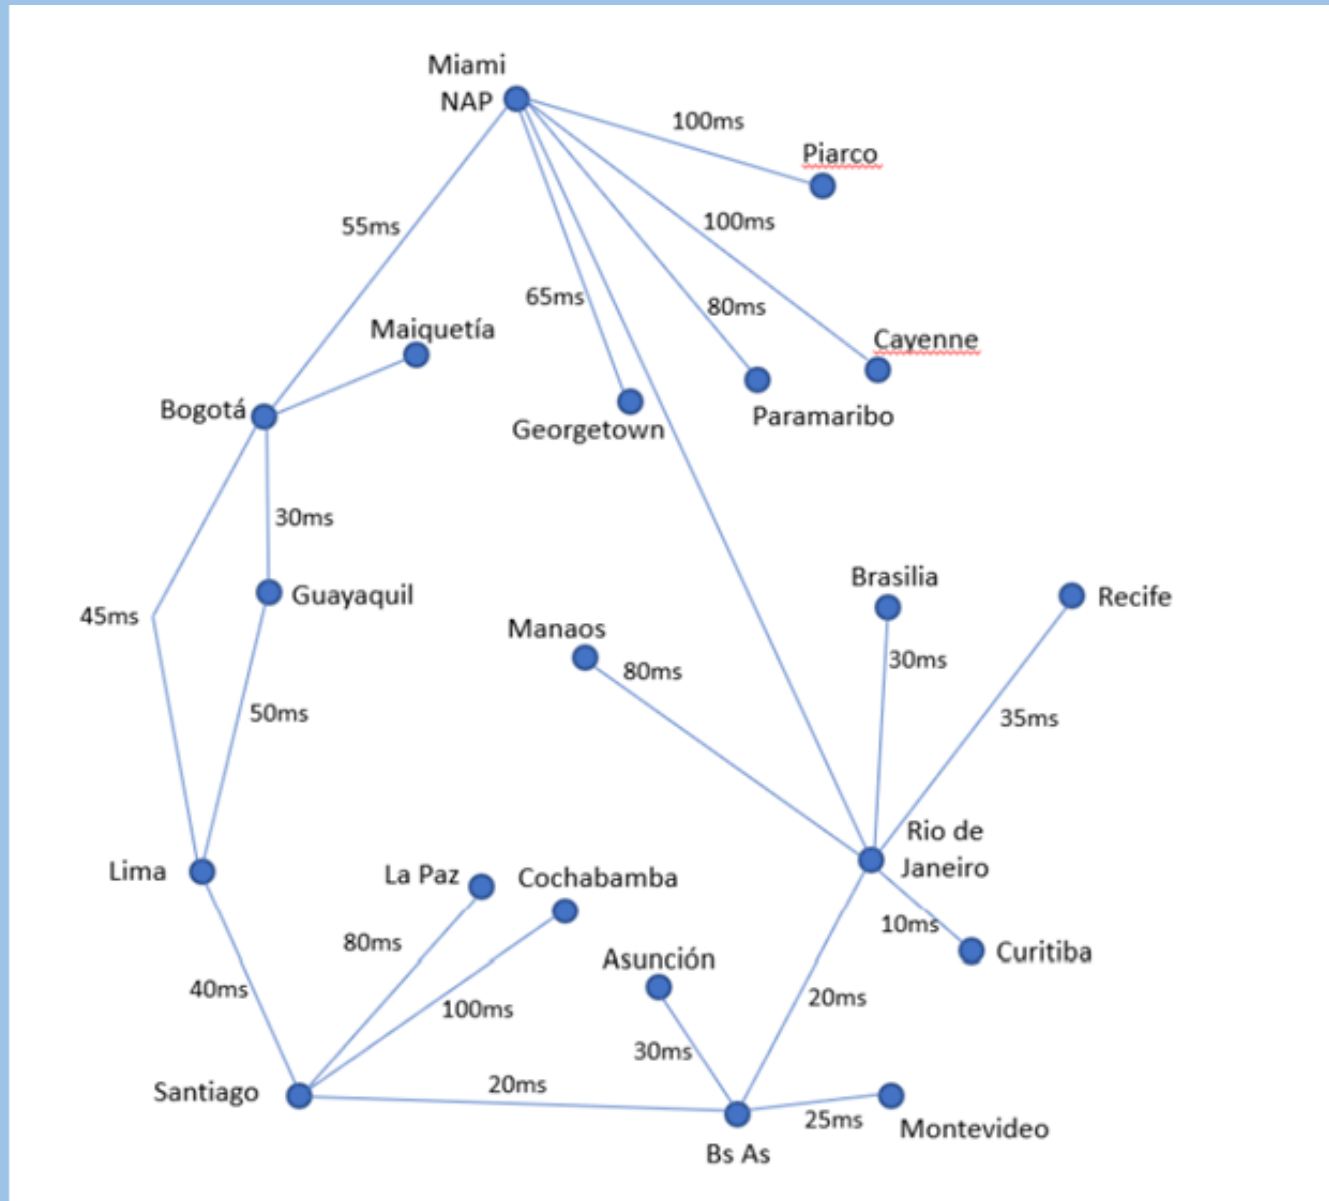 Miami
NAP
100ms
Piarco
100ms
55ms
65ms
80ms
Maiquetía
Cayenne
Bogotá
Paramaribo
Georgetown
30ms
Brasilia
Guayaquil
Recife
45ms
Manaos
30ms
80ms
50ms
35ms
Rio de
Janeiro
Lima
La Paz
Cochabamba
10ms
80ms
Curitiba
Asunción
40ms
20ms
100ms
30ms
20ms
Santiago
25ms
Montevideo
Bs As